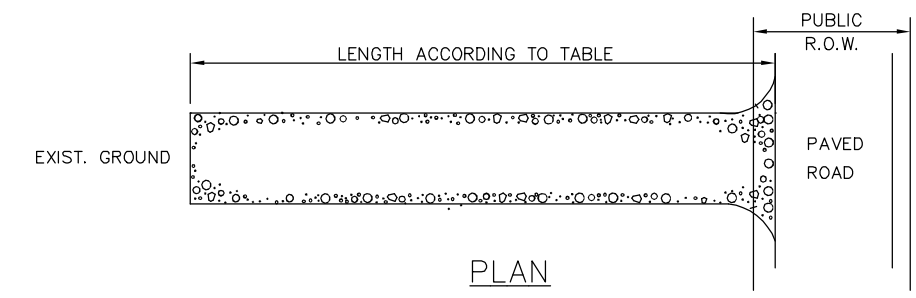 PUBLIC
R.O.W.
LENGTH ACCORDING TO TABLE
EXIST. GROUND
PAVED
ROAD
PLAN